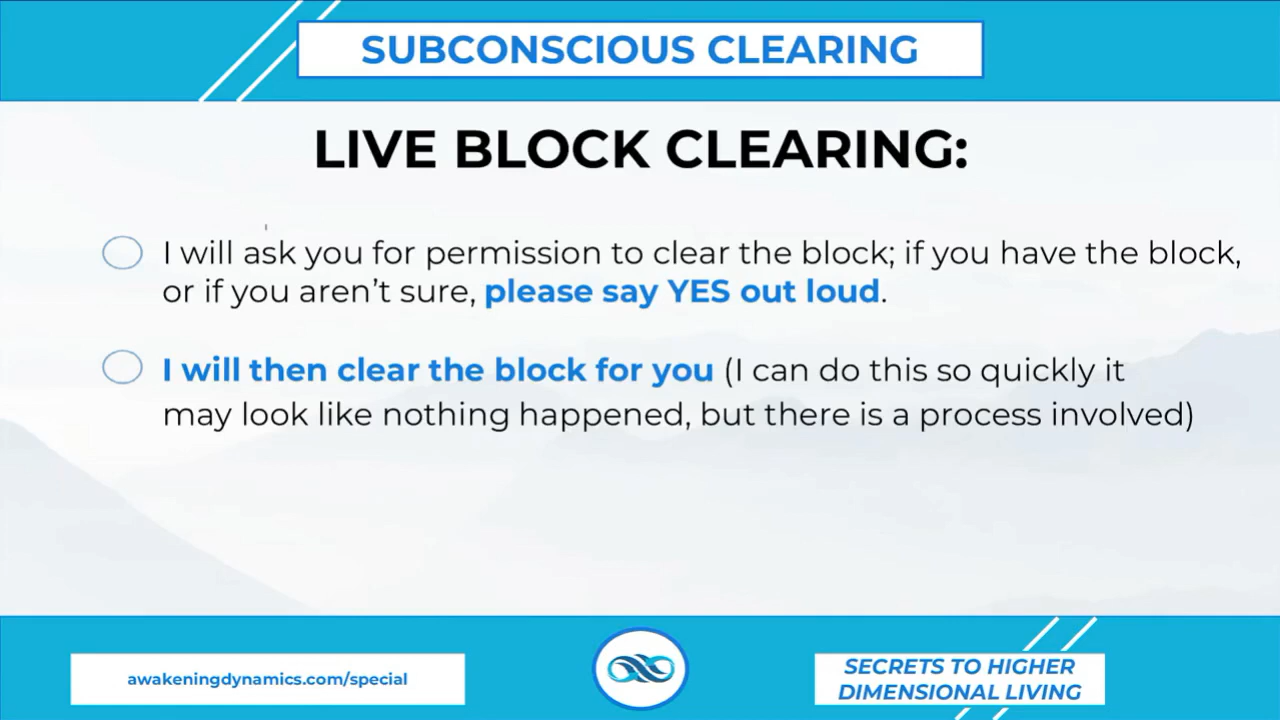 SUBCONSCIOUS CLEARING
LIVE BLOCK CLEARING:
I will ask you for permission to clear the block; if you have the block,
or if you aren’t sure, please say YES out loud.
I will then clear the block for you (I can do this so quickly it
may look like nothing happened, but there is a process involved)
awakeningdynamics.com/special
SECRETS TO HIGHER
DIMENSIONAL LIVING